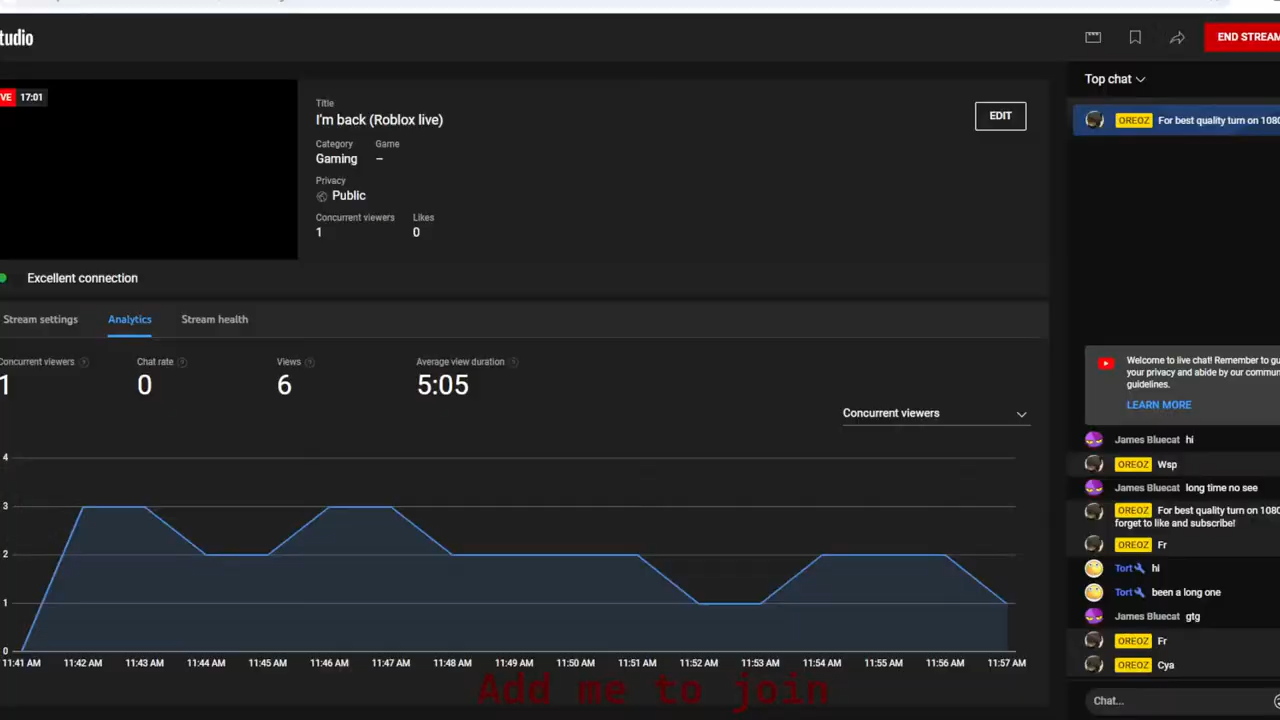 tudio
END STREAM
VE 17:01
Title
I'm back (Roblox live)
EDIT
Category Game
Gaming –
Privacy
Public
Concurrent viewers Likes
1 0
Excellent connection
Stream settings Analytics Stream health
Concurrent viewers Chat rate Views Average view duration
1 0 6 5:05
Concurrent viewers
4
3
2
1
0
11:41 AM 11:42 AM 11:43 AM 11:44 AM 11:45 AM 11:46 AM 11:47 AM 11:48 AM 11:49 AM 11:50 AM 11:51 AM 11:52 AM 11:53 AM 11:54 AM 11:55 AM 11:56 AM 11:57 AM
Add me to join
Top chat
OREOZ For best quality turn on 1080
Welcome to live chat! Remember to gu
your privacy and abide by our commun
guidelines.
LEARN MORE
James Bluecat hi
OREOZ Wsp
James Bluecat long time no see
OREOZ For best quality turn on 1080
forget to like and subscribe!
OREOZ Fr
Tort hi
Tort been a long one
James Bluecat gtg
OREOZ Fr
OREOZ Cya
Chat...